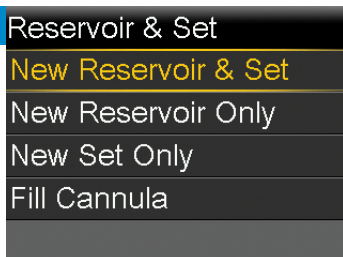 Reservoir & Set
New Reservoir & Set
New Reservoir Only
New Set Only
Fill Cannula